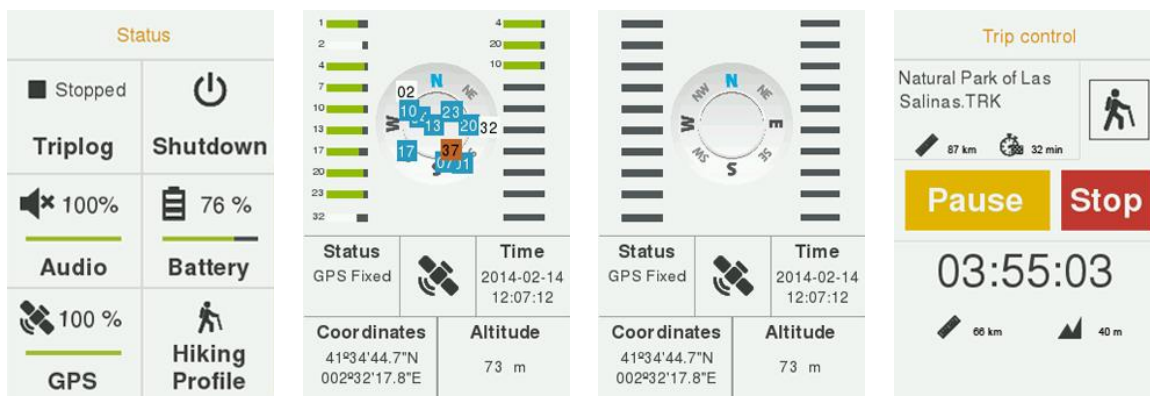 Status
Stopped
Triplog
Shutdown
100%
76 %
Audio
Battery
100 %
GPS
Hiking
Profile
1
2
4
7
10
13
17
20
23
32
4
20
10
N
NE
W
S
02
10
13
23
20
32
17
37
01
Status
GPS Fixed
Time
2014-02-14
12:07:12
Coordinates
41º34'44.7"N
002º32'17.8"E
Altitude
73 m
N
NE
E
SE
S
SW
W
NW
Status
GPS Fixed
Time
2014-02-14
12:07:12
Coordinates
41º34'44.7"N
002º32'17.8"E
Altitude
73 m
Trip control
Natural Park of Las
Salinas.TRK
87 km
32 min
Pause
Stop
03:55:03
66 km
40 m